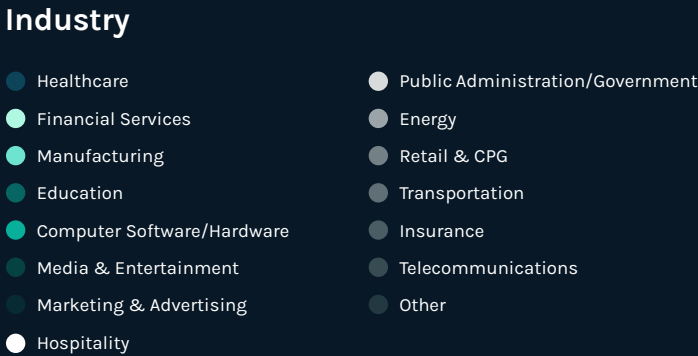 Industry
Healthcare
Financial Services
Manufacturing
Education
Computer Software/Hardware
Media & Entertainment
Marketing & Advertising
Hospitality
Public Administration/Government
Energy
Retail & CPG
Transportation
Insurance
Telecommunications
Other